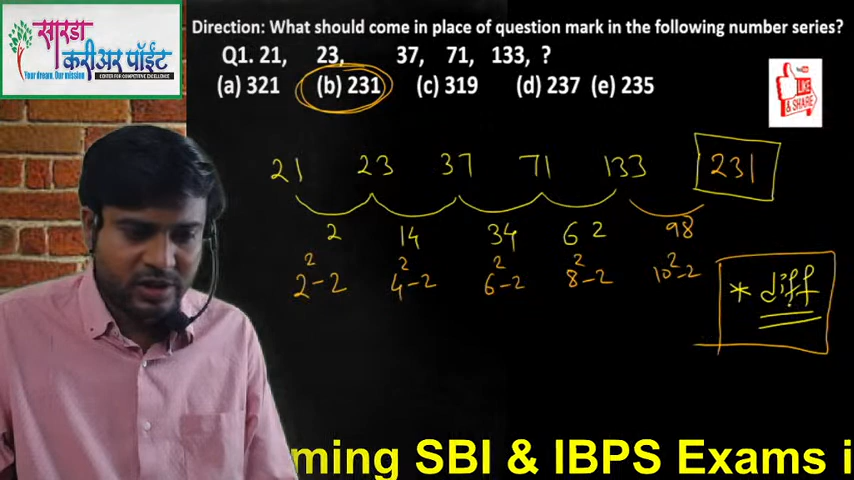 सारडा
करीअर पॉईंट
Your dream. Our mission
CENTER FOR COMPETITIVE EXCELLENCE
Direction: What should come in place of question mark in the following number series?
Q1. 21, 23, 37, 71, 133, ?
(a) 321 (b) 231 (c) 319 (d) 237 (e) 235
LIKE
& SHARE
21 23 37 71 133 231
2 14 34 62 98
2²-2 4²-2 6²-2 8²-2 10²-2
* diff
ming SBI & IBPS Exams i